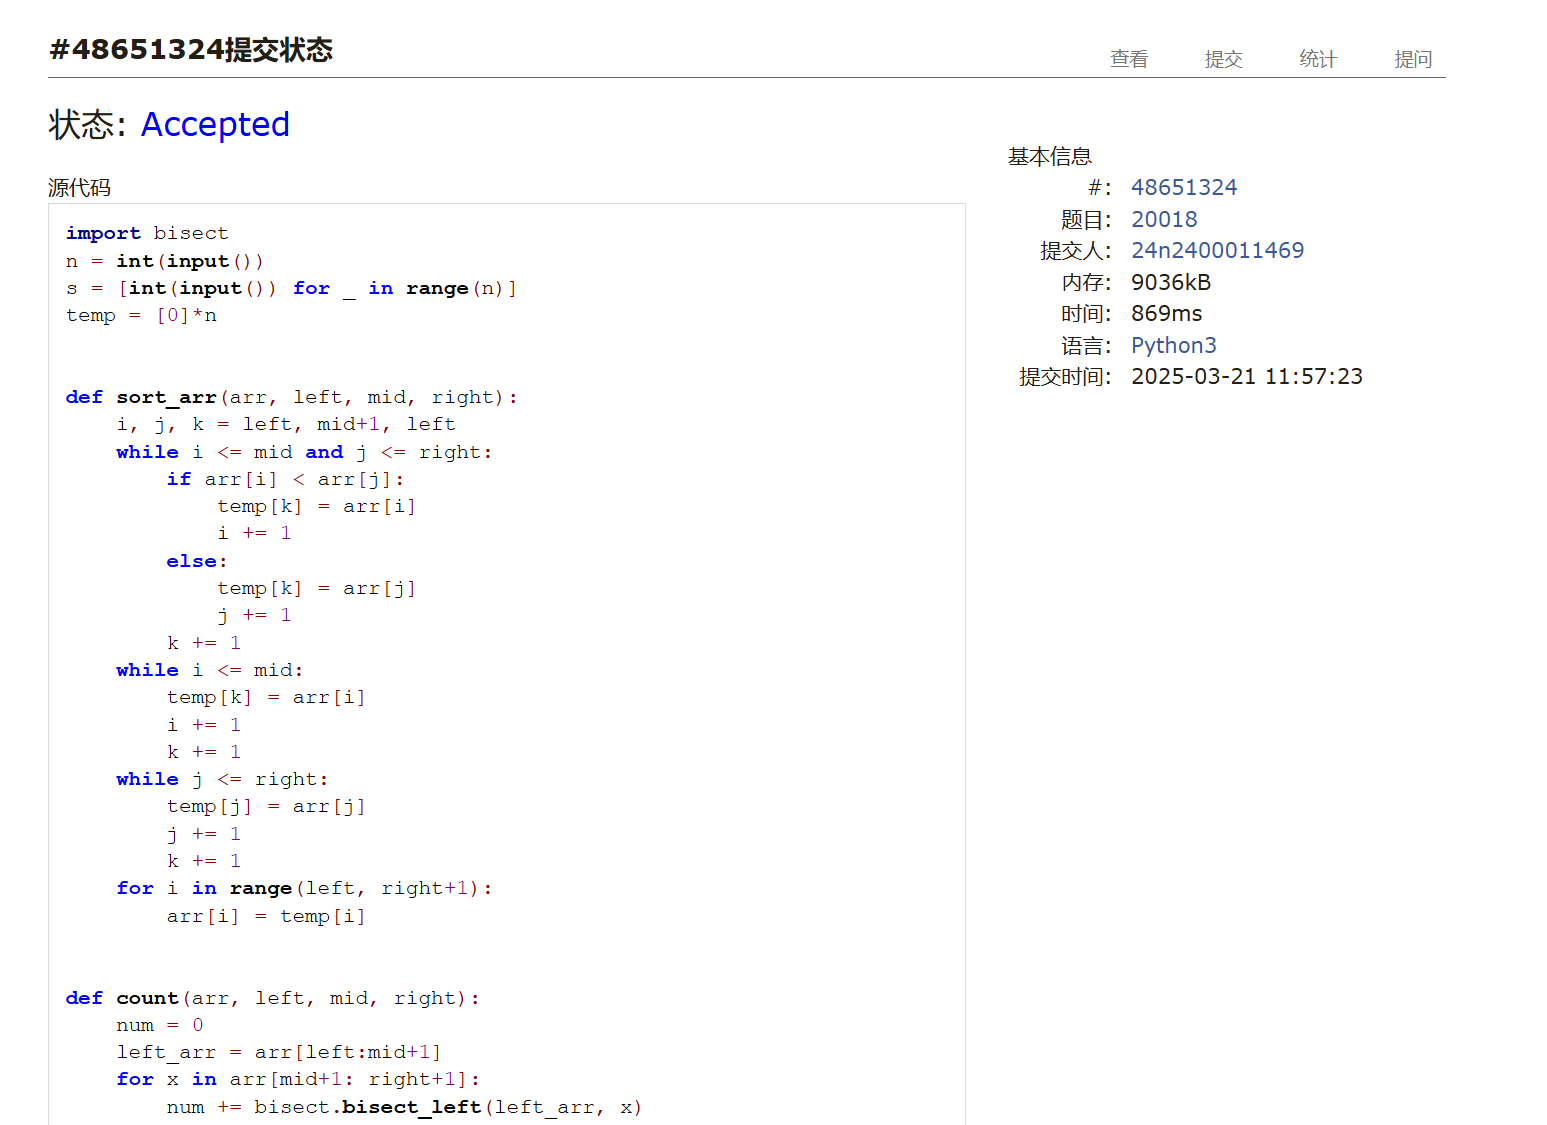 #48651324提交状态
查看 提交 统计 提问
状态: Accepted
源代码
import bisect
n = int(input())
s = [int(input()) for _ in range(n)]
temp = [0]*n
def sort_arr(arr, left, mid, right):
    i, j, k = left, mid+1, left
    while i <= mid and j <= right:
        if arr[i] < arr[j]:
            temp[k] = arr[i]
            i += 1
        else:
            temp[k] = arr[j]
            j += 1
        k += 1
    while i <= mid:
        temp[k] = arr[i]
        i += 1
        k += 1
    while j <= right:
        temp[j] = arr[j]
        j += 1
        k += 1
    for i in range(left, right+1):
        arr[i] = temp[i]
def count(arr, left, mid, right):
    num = 0
    left_arr = arr[left:mid+1]
    for x in arr[mid+1: right+1]:
        num += bisect.bisect_left(left_arr, x)
基本信息
#: 48651324
题目: 20018
提交人: 24n2400011469
内存: 9036kB
时间: 869ms
语言: Python3
提交时间: 2025-03-21 11:57:23